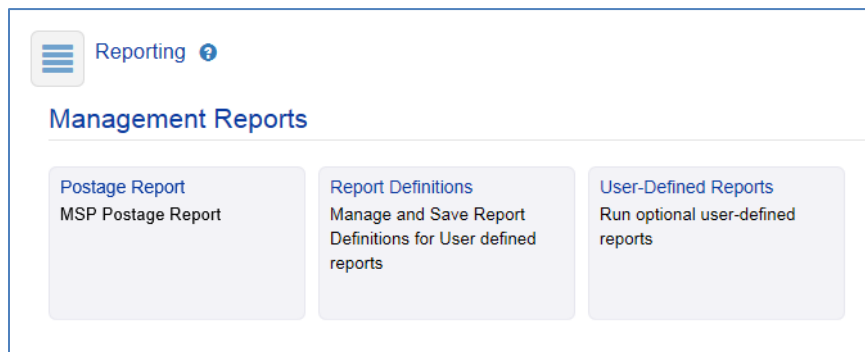 Reporting
Management Reports
Postage Report
MSP Postage Report
Report Definitions
Manage and Save Report
Definitions for User defined
reports
User-Defined Reports
Run optional user-defined
reports